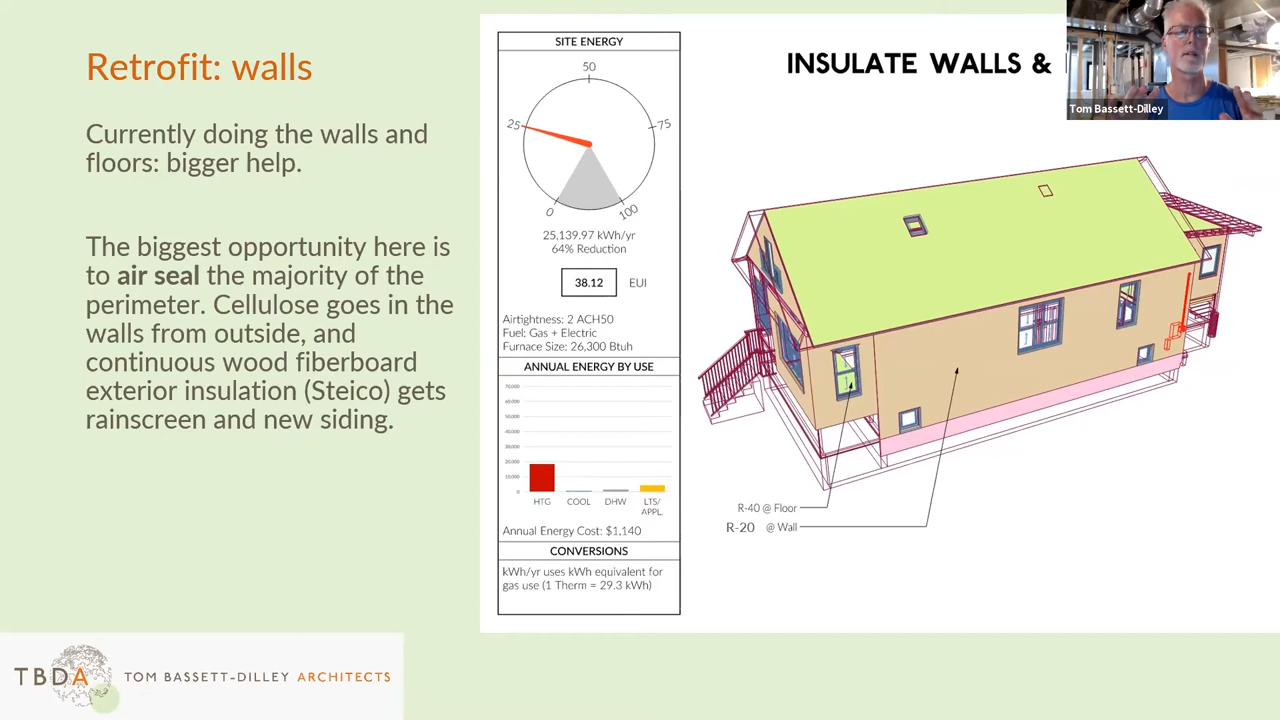 Retrofit: walls
Currently doing the walls and
floors: bigger help.
The biggest opportunity here is
to air seal the majority of the
perimeter. Cellulose goes in the
walls from outside, and
continuous wood fiberboard
exterior insulation (Steico) gets
rainscreen and new siding.
SITE ENERGY
50
25
75
0
100
25,139.97 kWh/yr
64% Reduction
38.12 EUI
Airtightness: 2 ACH50
Fuel: Gas + Electric
Furnace Size: 26,300 Btuh
ANNUAL ENERGY BY USE
70,000
60,000
50,000
40,000
30,000
20,000
10,000
0
HTG COOL DHW LTS/
APPL.
Annual Energy Cost: $1,140
CONVERSIONS
kWh/yr uses kWh equivalent for
gas use (1 Therm = 29.3 kWh)
INSULATE WALLS &
Tom Bassett-Dilley
R-40 @ Floor
R-20 @ Wall
TBDA TOM BASSETT-DILLEY ARCHITECTS